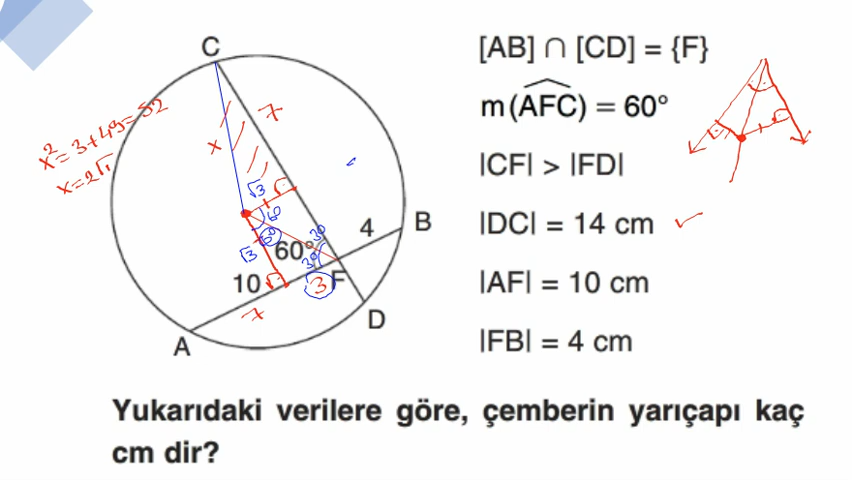 C
[AB] ∩ [CD] = {F}
m(AFC) = 60°
|CF| > |FD|
|DC| = 14 cm
|AF| = 10 cm
|FB| = 4 cm
x² = 3 + 49 = 52
x = 2√1
x
7
√3
60
60
√3
60°
30
30
4
B
10
3
F
7
A
D
Yukarıdaki verilere göre, çemberin yarıçapı kaç
cm dir?